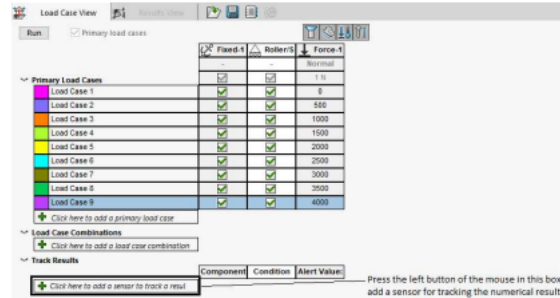 Load Case View
Results View
Run
Primary load cases
Fixed-1 Roller/S Force-1
- - Normal
Primary Load Cases 1 N
Load Case 1 0
Load Case 2 500
Load Case 3 1000
Load Case 4 1500
Load Case 5 2000
Load Case 6 2500
Load Case 7 3000
Load Case 8 3500
Load Case 9 4000
Click here to add a primary load case
Load Case Combinations
Click here to add a load case combination
Track Results
Component Condition Alert Value:
Click here to add a sensor to track a resul
Press the left button of the mouse in this box
add a sensor for tracking the numerical result